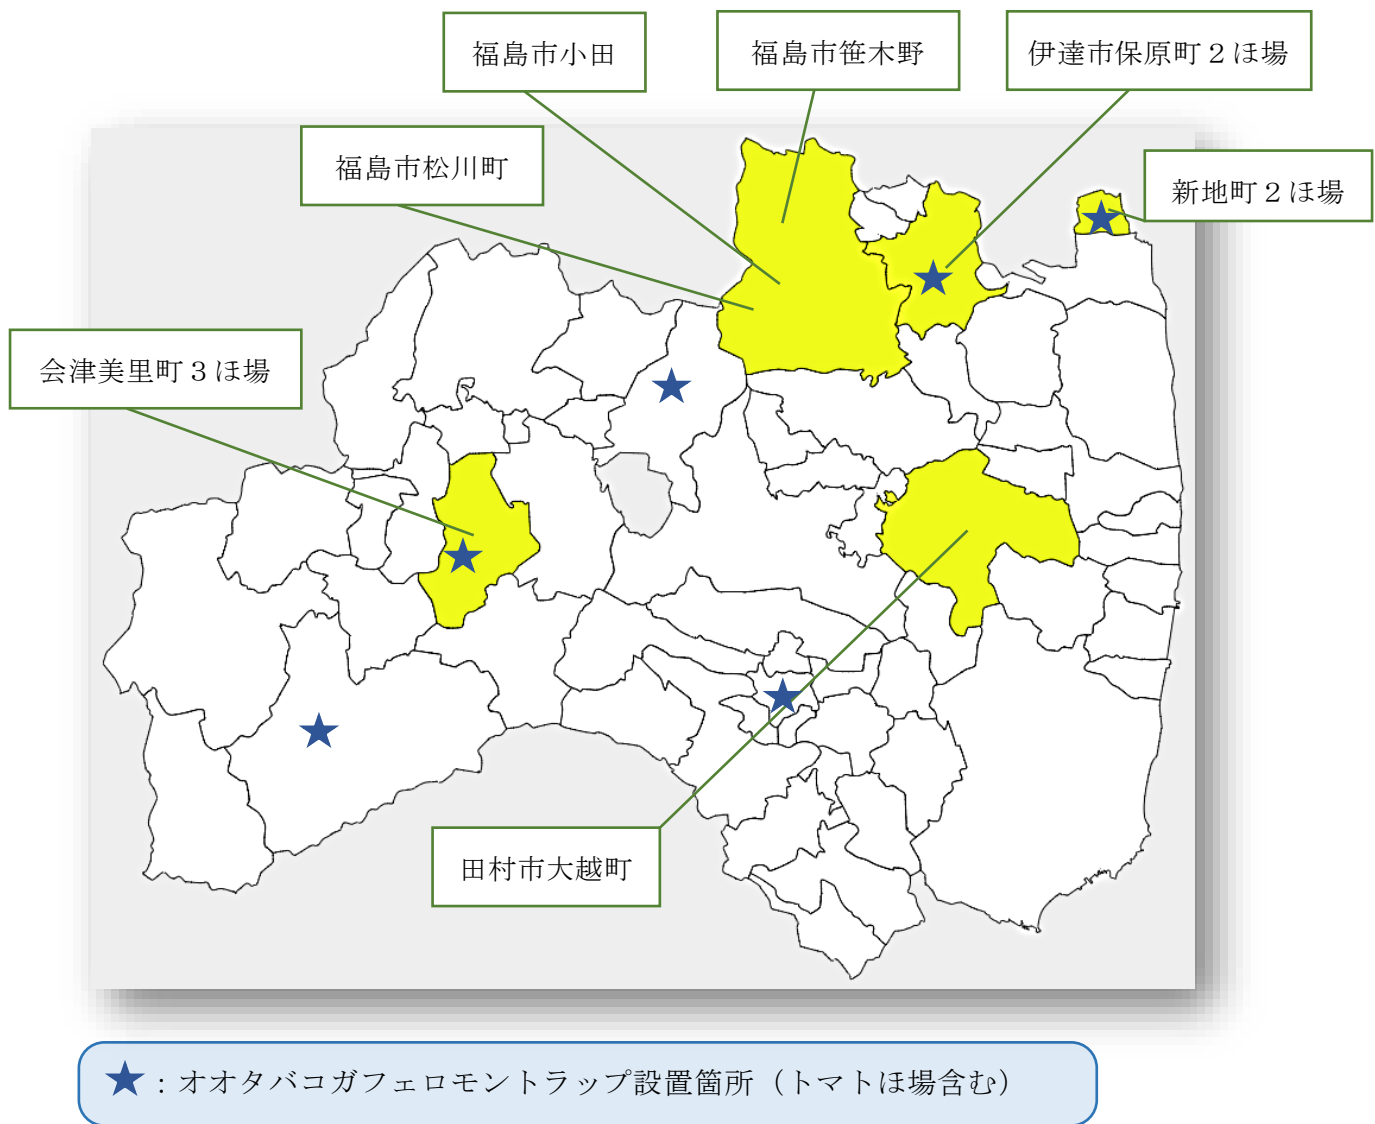 福島市小田
福島市笹木野
伊達市保原町２ほ場
福島市松川町
新地町２ほ場
会津美里町３ほ場
田村市大越町
★：オオタバコガフェロモントラップ設置箇所（トマトほ場含む）